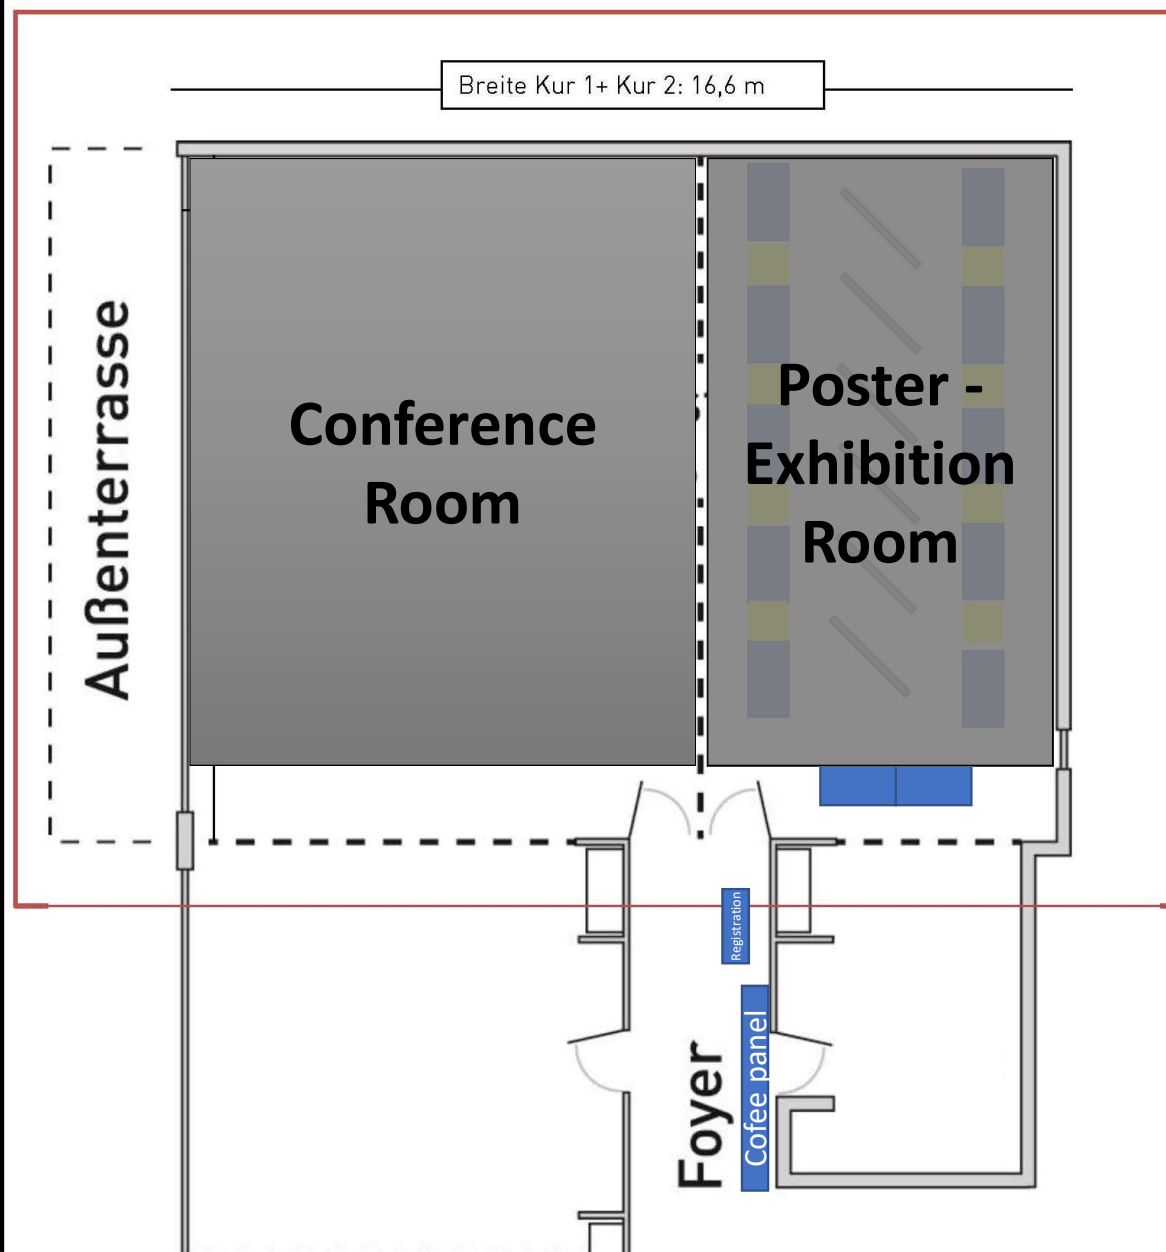 Breite Kur 1+ Kur 2: 16,6 m
Außenterrasse
Conference
Room
Poster -
Exhibition
Room
Registration
Foyer
Cofee panel